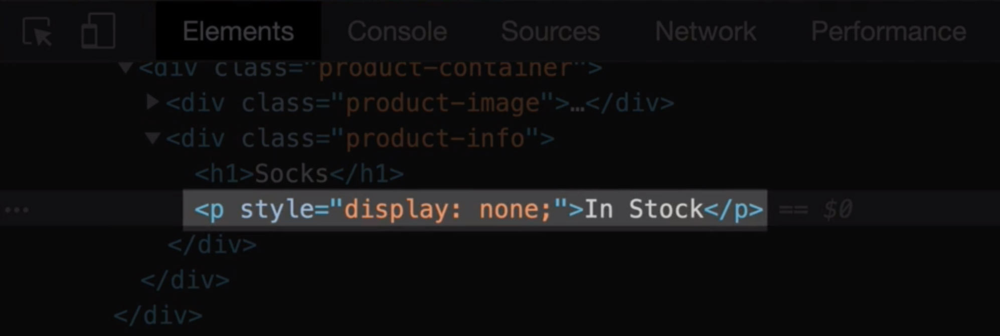 Elements Console Sources Network Performance
▼<div class="product-container">
▶<div class="product-image">…</div>
▼<div class="product-info">
<h1>Socks</h1>
... <p style="display: none;">In Stock</p> == $0
</div>
</div>
</div>